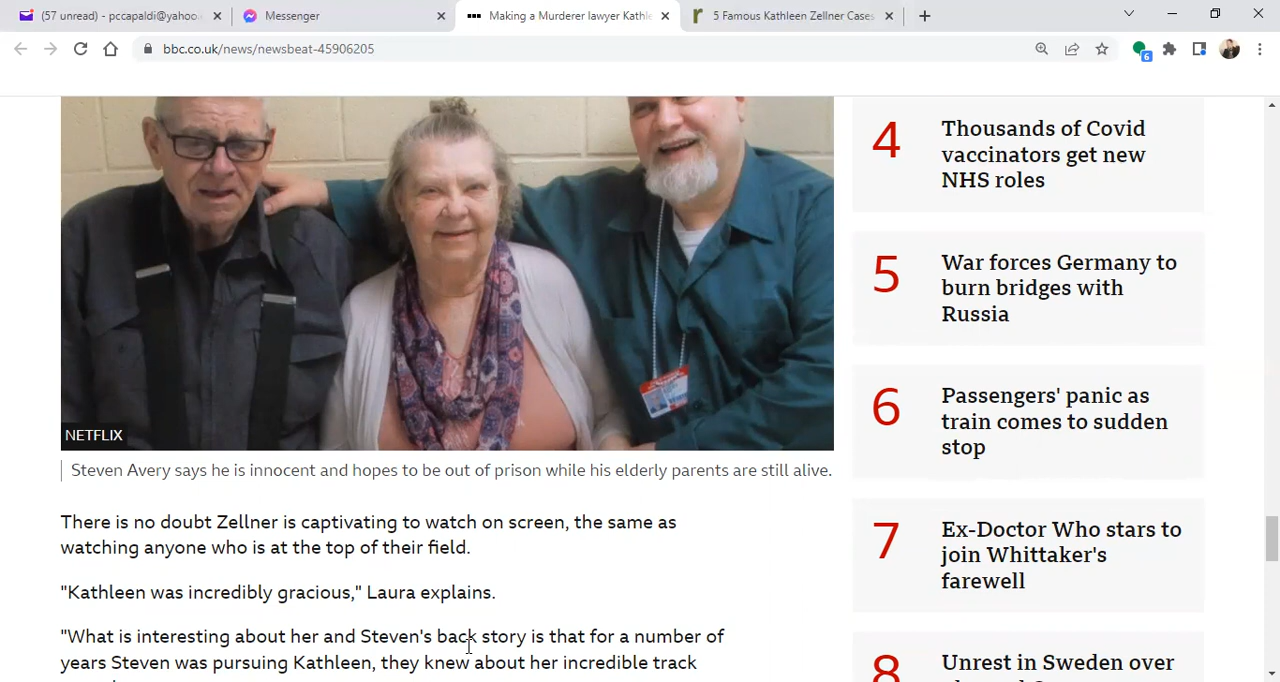 (57 unread) - pccapaldi@yahoo
Messenger
Making a Murderer lawyer Kathle
5 Famous Kathleen Zellner Cases
bbc.co.uk/news/newsbeat-45906205
6
NETFLIX
Steven Avery says he is innocent and hopes to be out of prison while his elderly parents are still alive.
There is no doubt Zellner is captivating to watch on screen, the same as
watching anyone who is at the top of their field.
"Kathleen was incredibly gracious," Laura explains.
"What is interesting about her and Steven's back story is that for a number of
years Steven was pursuing Kathleen, they knew about her incredible track
4
Thousands of Covid
vaccinators get new
NHS roles
5
War forces Germany to
burn bridges with
Russia
6
Passengers' panic as
train comes to sudden
stop
7
Ex-Doctor Who stars to
join Whittaker's
farewell
8
Unrest in Sweden over